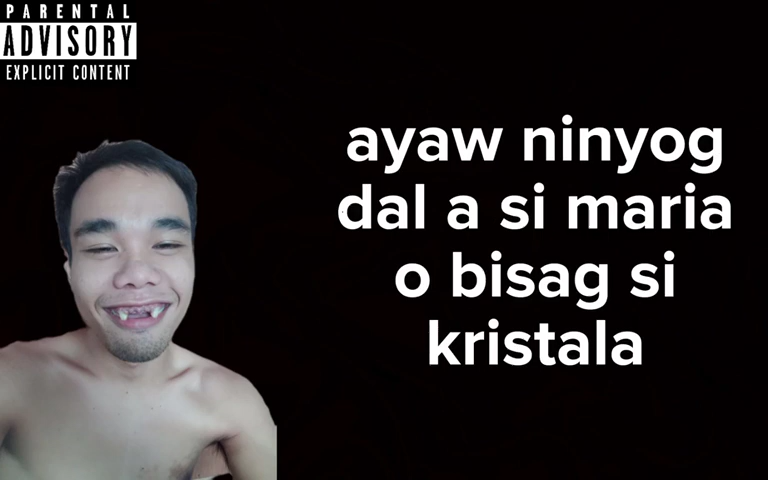 PARENTAL
ADVISORY
EXPLICIT CONTENT
ayaw ninyog
dal a si maria
o bisag si
kristala